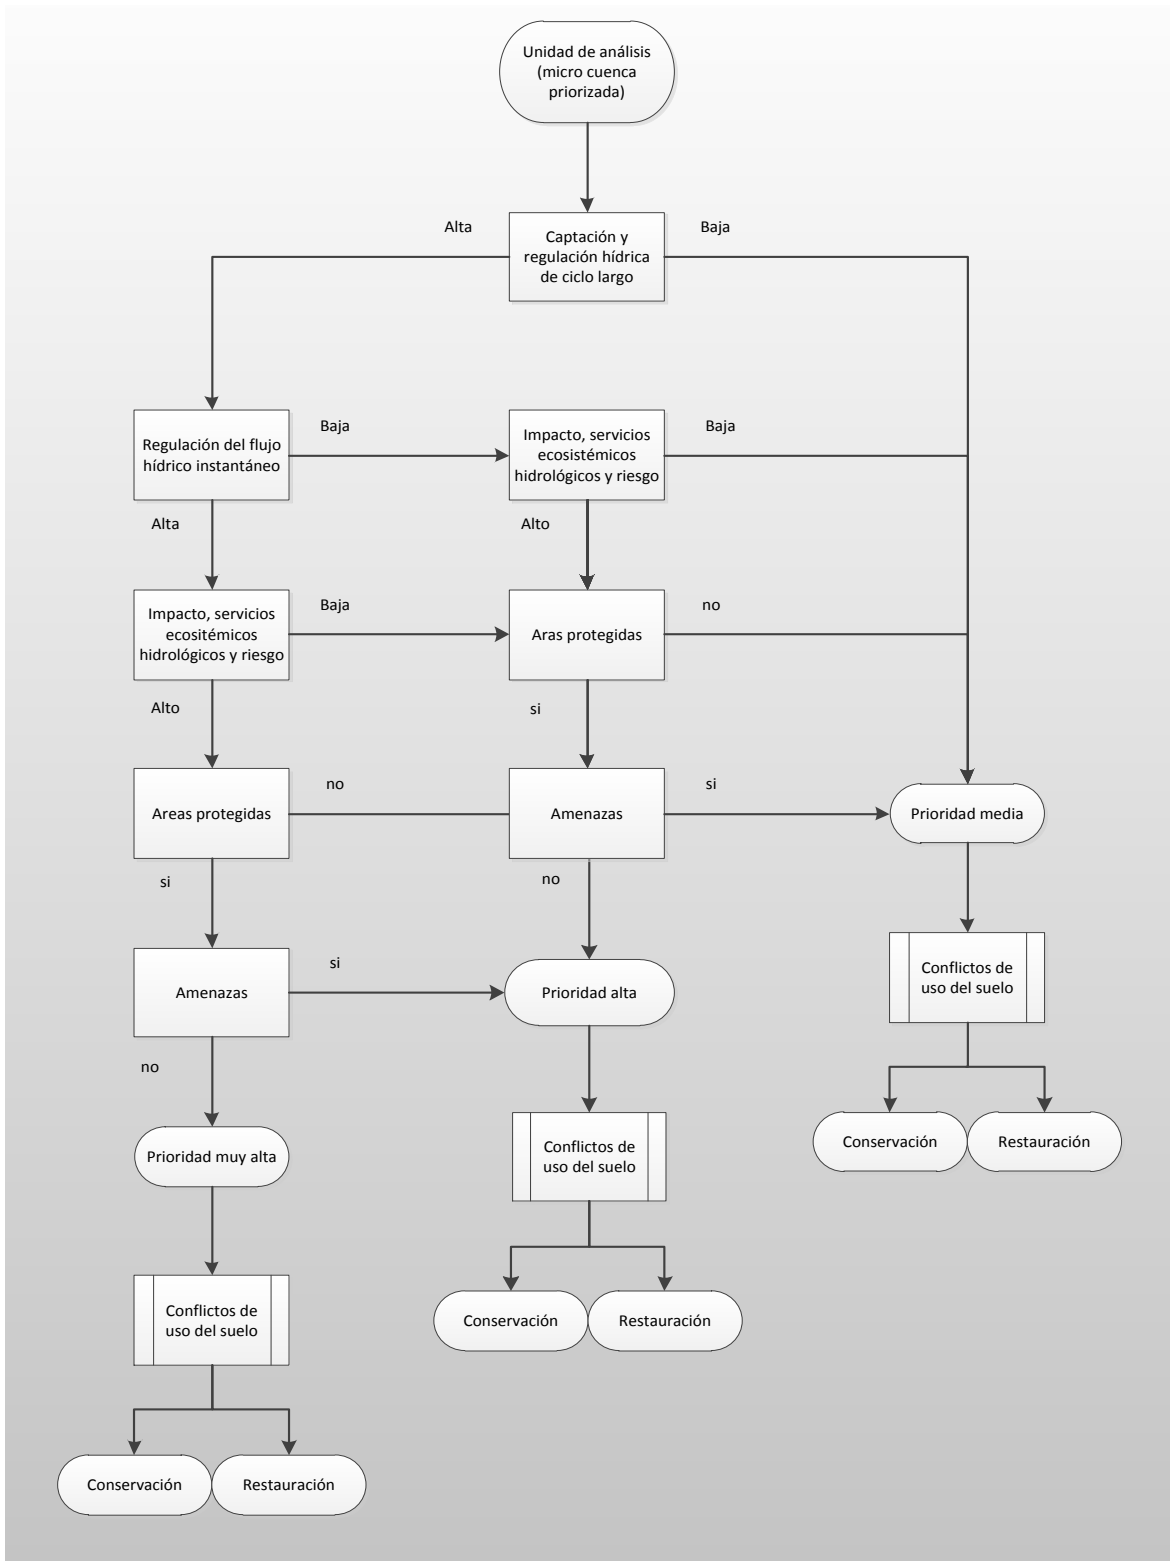 Unidad de análisis
(micro cuenca
priorizada)
Alta
Captación y
regulación hídrica
de ciclo largo
Baja
Regulación del flujo
hídrico instantáneo
Baja
Impacto, servicios
ecosistémicos
hidrológicos y riesgo
Baja
Alta
Alto
Impacto, servicios
ecositémicos
hidrológicos y riesgo
Baja
Aras protegidas
no
Alto
si
Areas protegidas
no
Amenazas
si
Prioridad media
si
no
Amenazas
si
Prioridad alta
Conflictos de
uso del suelo
no
Conservación
Restauración
Prioridad muy alta
Conflictos de
uso del suelo
Conflictos de
uso del suelo
Conservación
Restauración
Conservación
Restauración